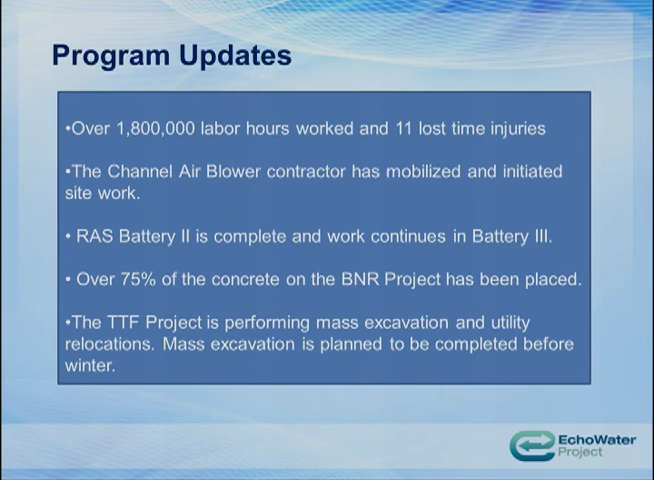 Program Updates
•Over 1,800,000 labor hours worked and 11 lost time injuries
•The Channel Air Blower contractor has mobilized and initiated
site work.
• RAS Battery II is complete and work continues in Battery III.
• Over 75% of the concrete on the BNR Project has been placed.
•The TTF Project is performing mass excavation and utility
relocations. Mass excavation is planned to be completed before
winter.
EchoWater
Project